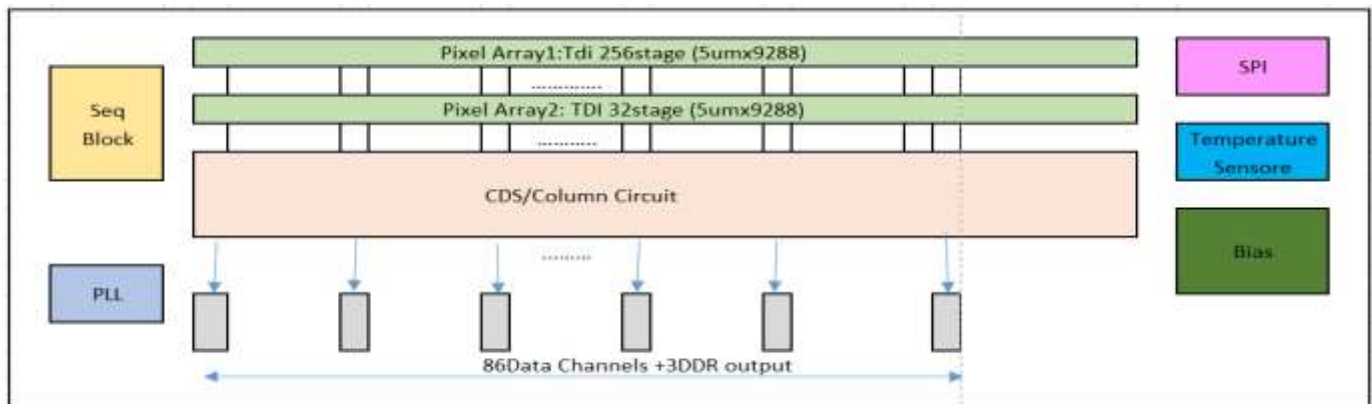 Pixel Array1:Tdi 256stage (5umx9288)
.............
Pixel Array2: TDI 32stage (5umx9288)
............
Seq
Block
CDS/Column Circuit
SPI
Temperature
Sensore
Bias
..........
PLL
86Data Channels +3DDR output